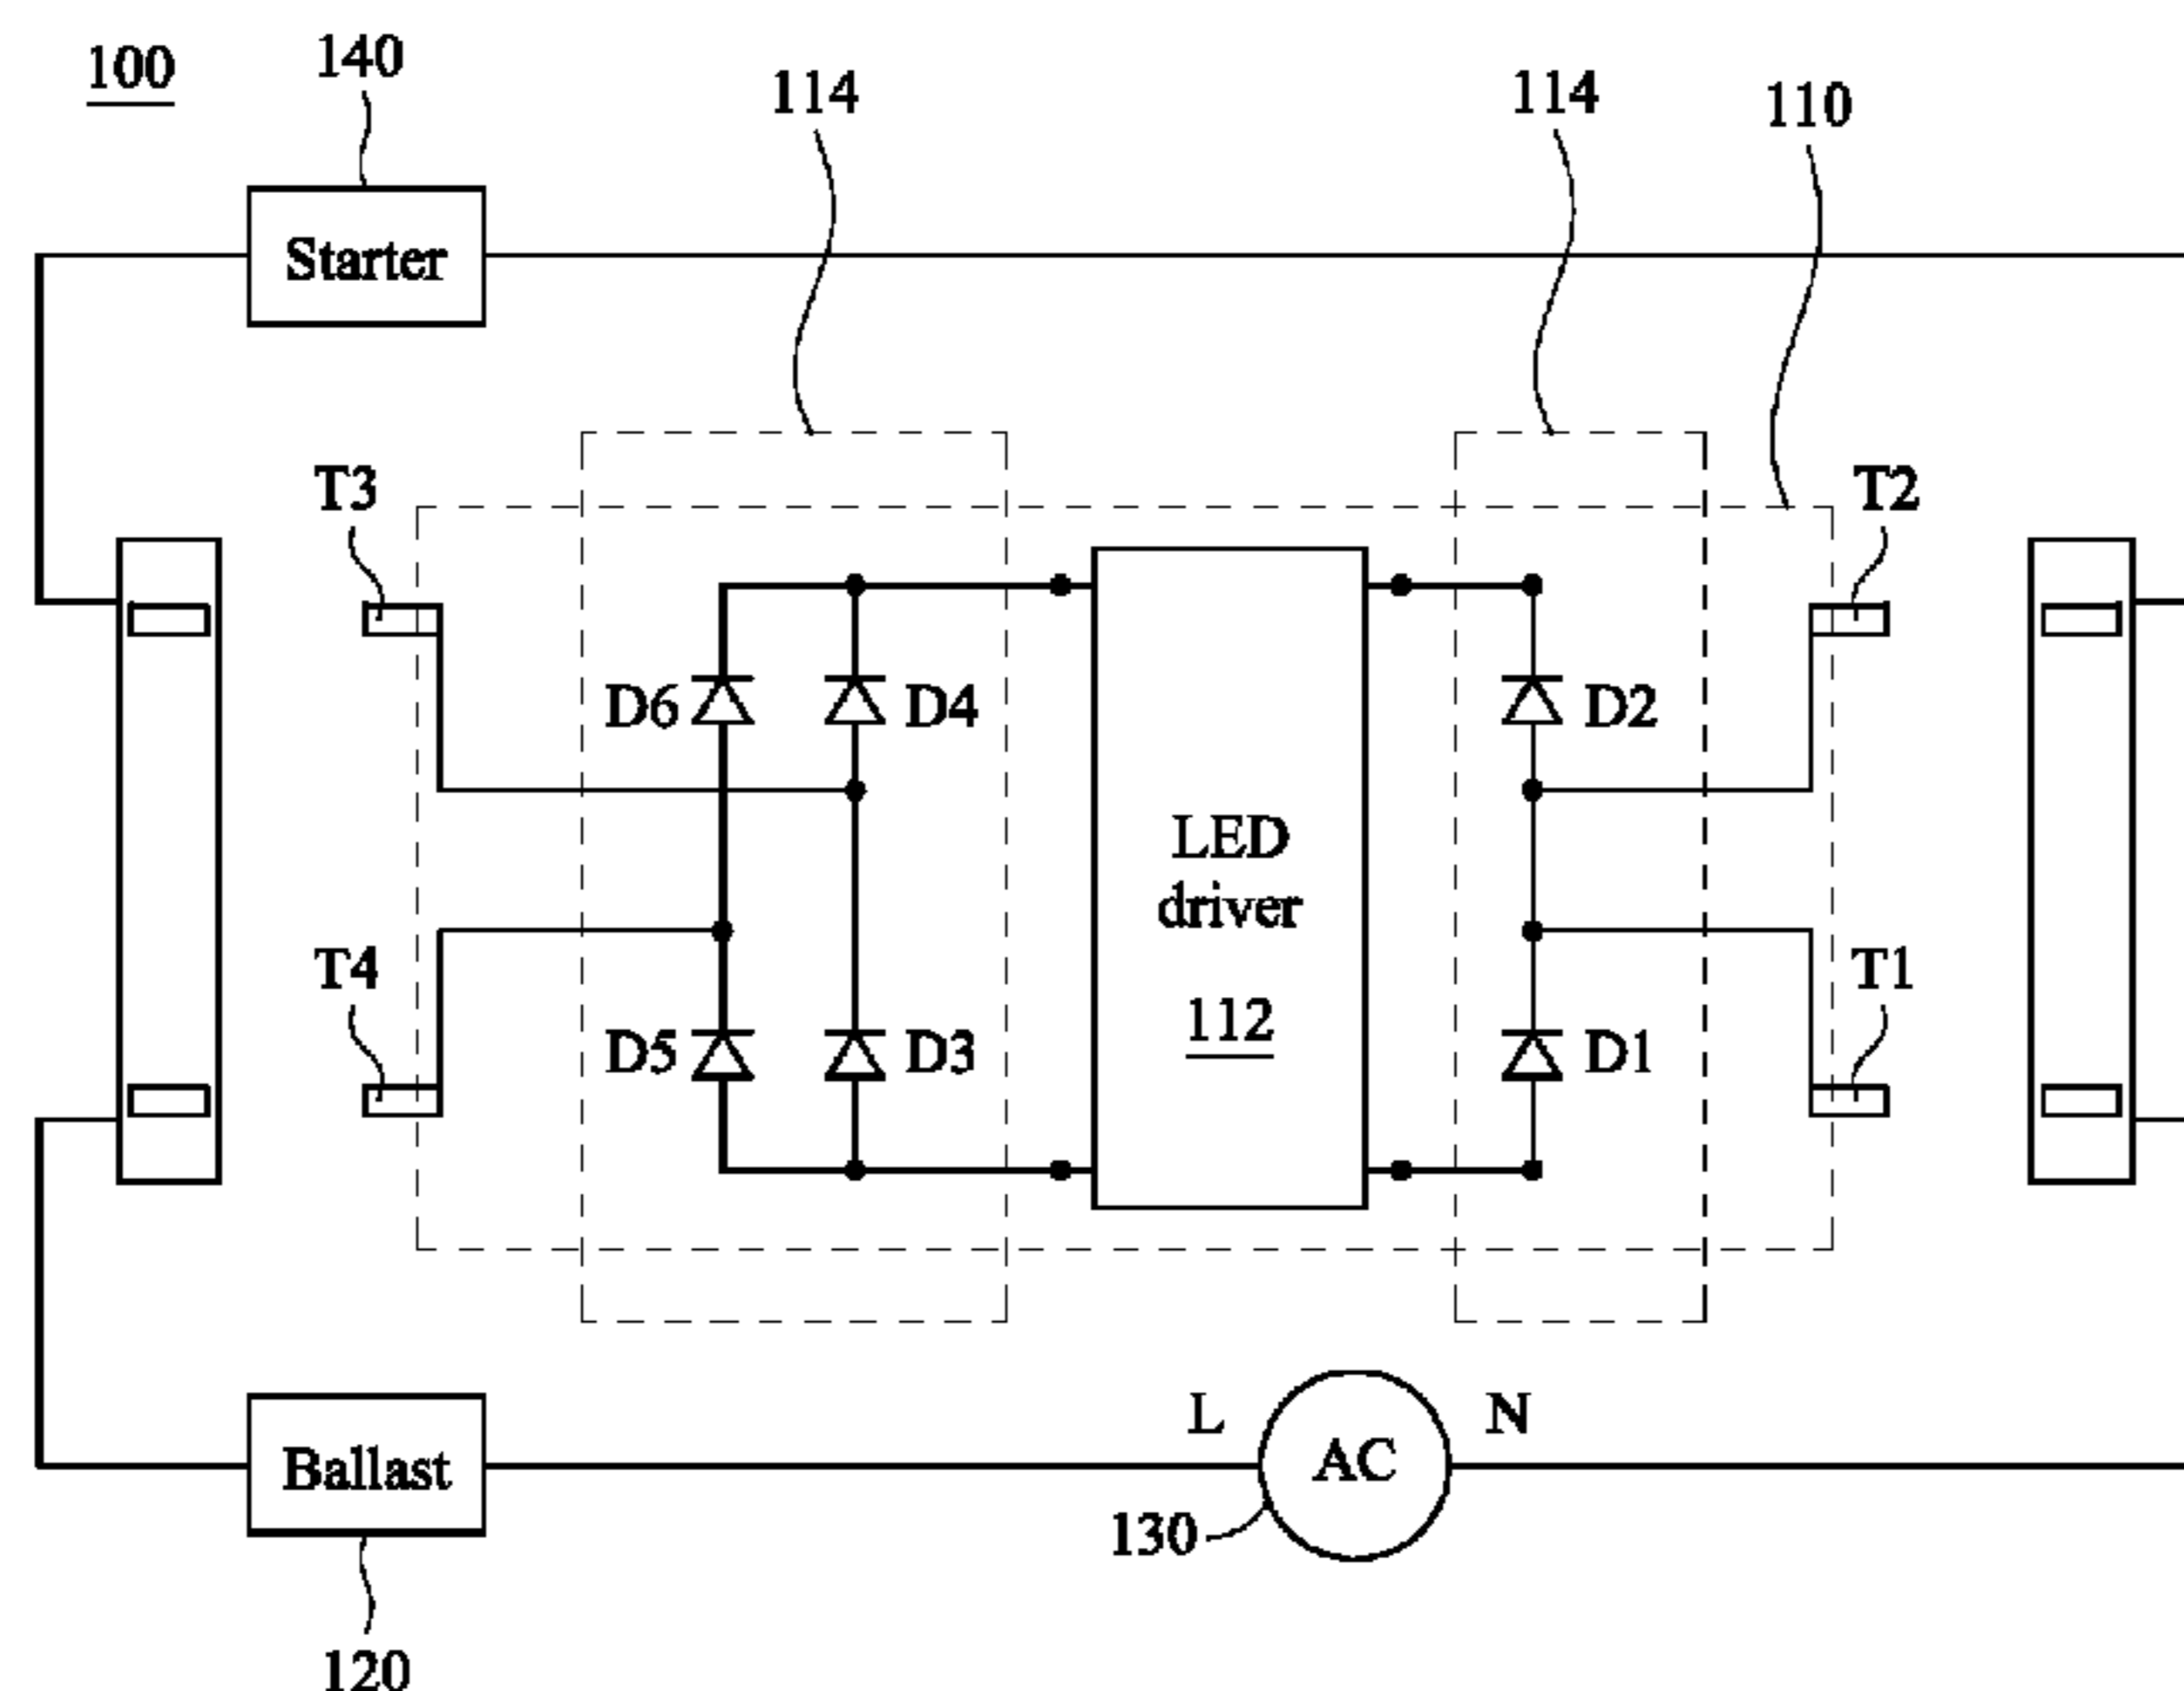 100
140
114
114
110
Starter
T3
T2
D6
D4
D2
LED
driver
112
T4
T1
D5
D3
D1
L
N
Ballast
AC
130
120